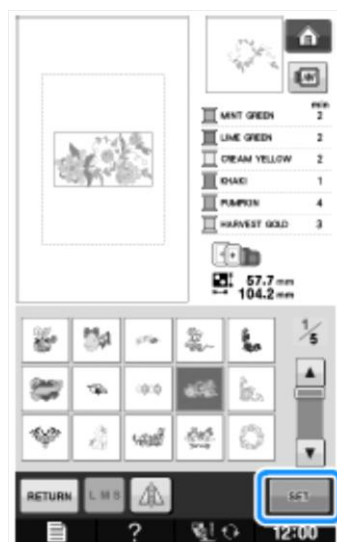 min
MINT GREEN 2
LIME GREEN 2
CREAM YELLOW 2
KHAKI 1
PUMPKIN 4
HARVEST GOLD 3
57.7 mm
104.2 mm
1/5
RETURN L M S SET
? 12:00